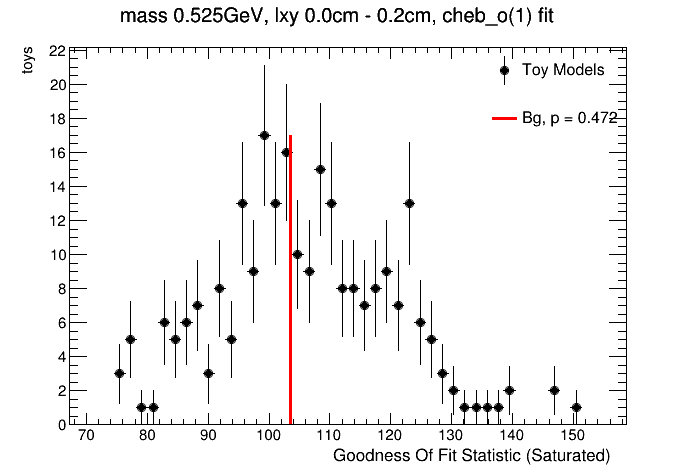 mass 0.525GeV, lxy 0.0cm - 0.2cm, cheb_o(1) fit
toys
22
20
18
16
14
12
10
8
6
4
2
0
Toy Models
Bg, p = 0.472
70 80 90 100 110 120 130 140 150
Goodness Of Fit Statistic (Saturated)